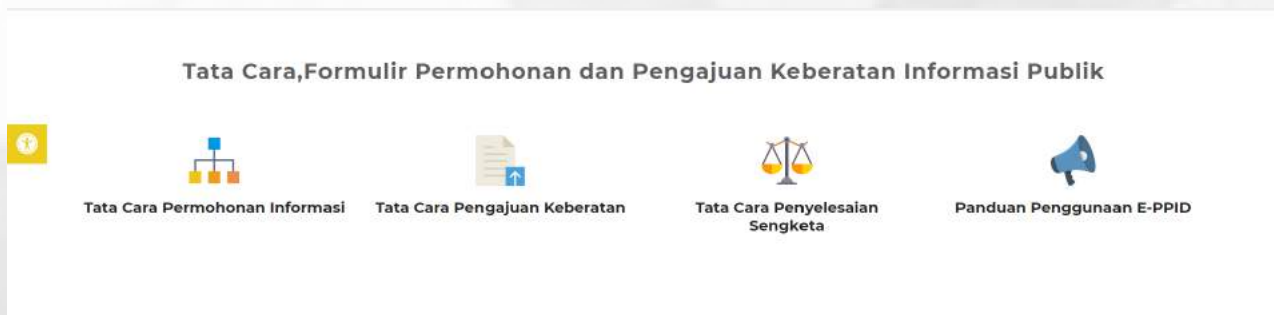 Tata Cara,Formulir Permohonan dan Pengajuan Keberatan Informasi Publik
Tata Cara Permohonan Informasi
Tata Cara Pengajuan Keberatan
Tata Cara Penyelesaian
Sengketa
Panduan Penggunaan E-PPID